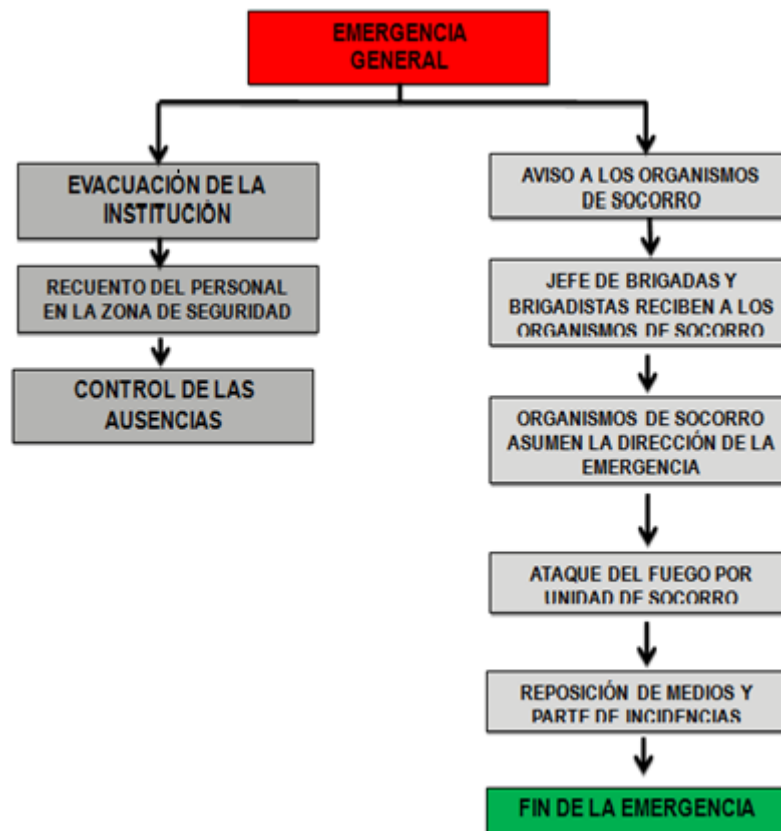 EMERGENCIA
GENERAL
EVACUACIÓN DE LA
INSTITUCIÓN
RECUENTO DEL PERSONAL
EN LA ZONA DE SEGURIDAD
CONTROL DE LAS
AUSENCIAS
AVISO A LOS ORGANISMOS
DE SOCORRO
JEFE DE BRIGADAS Y
BRIGADISTAS RECIBEN A LOS
ORGANISMOS DE SOCORRO
ORGANISMOS DE SOCORRO
ASUMEN LA DIRECCIÓN DE LA
EMERGENCIA
ATAQUE DEL FUEGO POR
UNIDAD DE SOCORRO
REPOSICIÓN DE MEDIOS Y
PARTE DE INCIDENCIAS
FIN DE LA EMERGENCIA